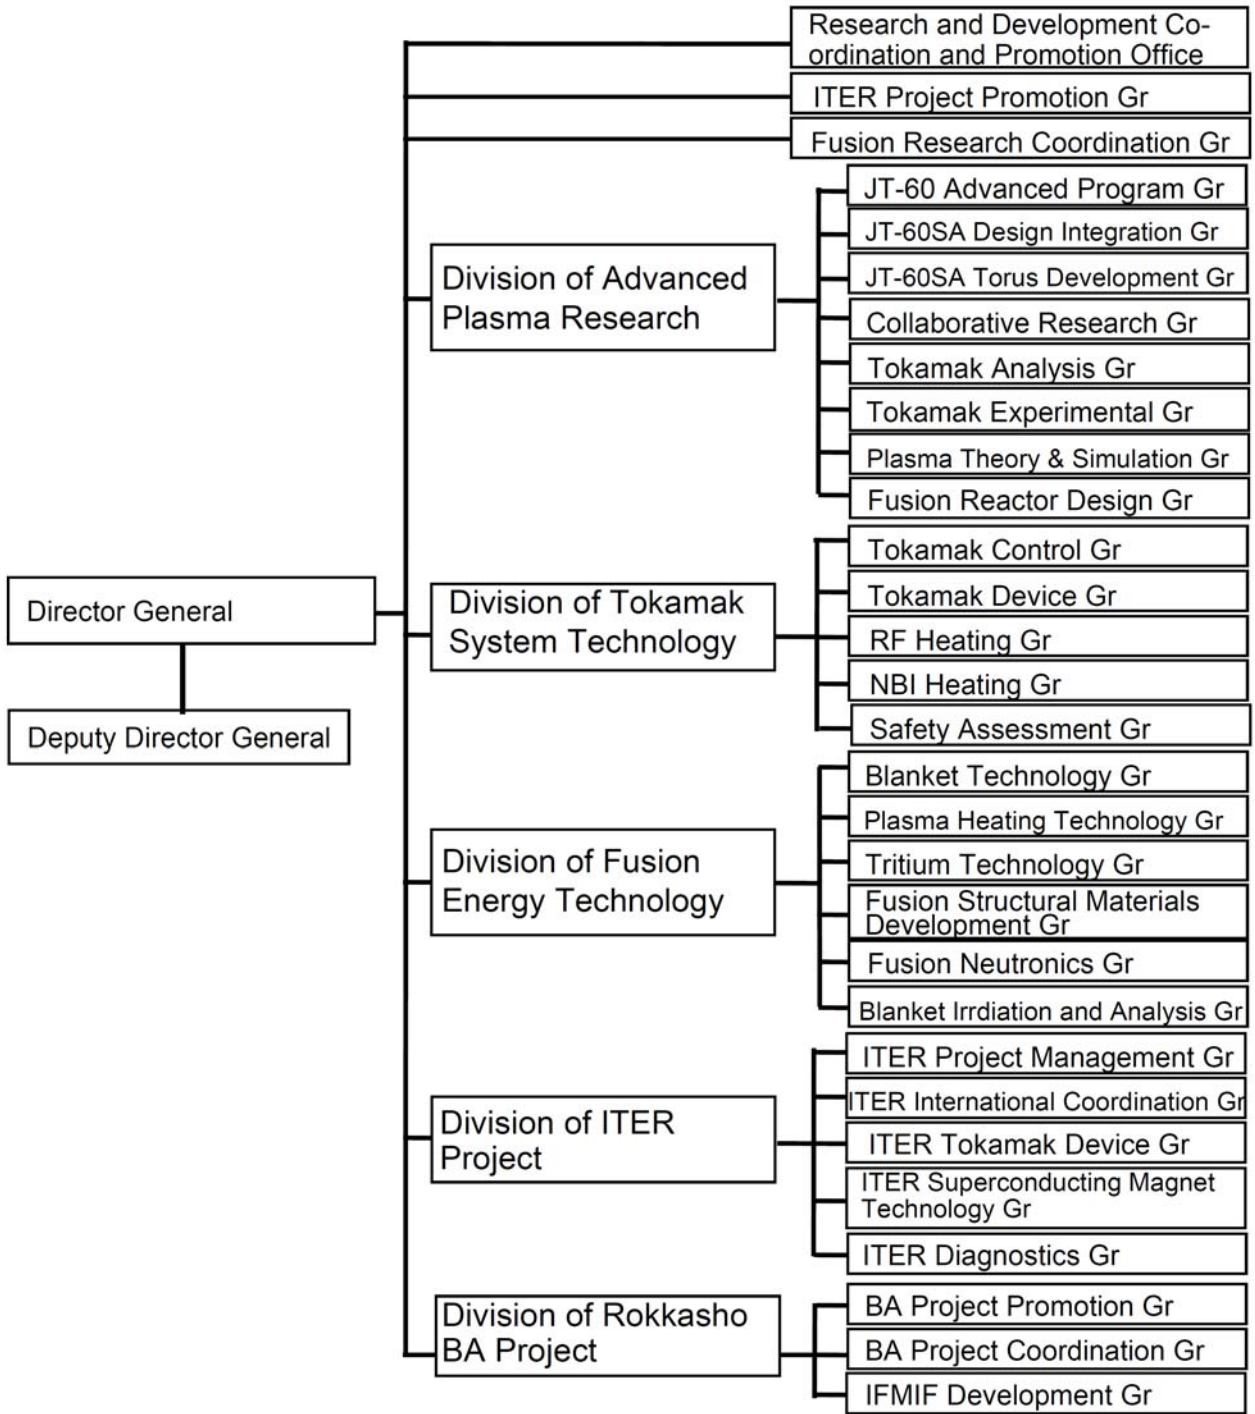 Research and Development Co-
ordination and Promotion Office
ITER Project Promotion Gr
Fusion Research Coordination Gr
JT-60 Advanced Program Gr
JT-60SA Design Integration Gr
Division of Advanced
Plasma Research
JT-60SA Torus Development Gr
Collaborative Research Gr
Tokamak Analysis Gr
Tokamak Experimental Gr
Plasma Theory & Simulation Gr
Fusion Reactor Design Gr
Tokamak Control Gr
Director General
Division of Tokamak
System Technology
Tokamak Device Gr
RF Heating Gr
NBI Heating Gr
Deputy Director General
Safety Assessment Gr
Blanket Technology Gr
Plasma Heating Technology Gr
Division of Fusion
Energy Technology
Tritium Technology Gr
Fusion Structural Materials
Development Gr
Fusion Neutronics Gr
Blanket Irrdiation and Analysis Gr
ITER Project Management Gr
ITER International Coordination Gr
Division of ITER
Project
ITER Tokamak Device Gr
ITER Superconducting Magnet
Technology Gr
ITER Diagnostics Gr
Division of Rokkasho
BA Project
BA Project Promotion Gr
BA Project Coordination Gr
IFMIF Development Gr